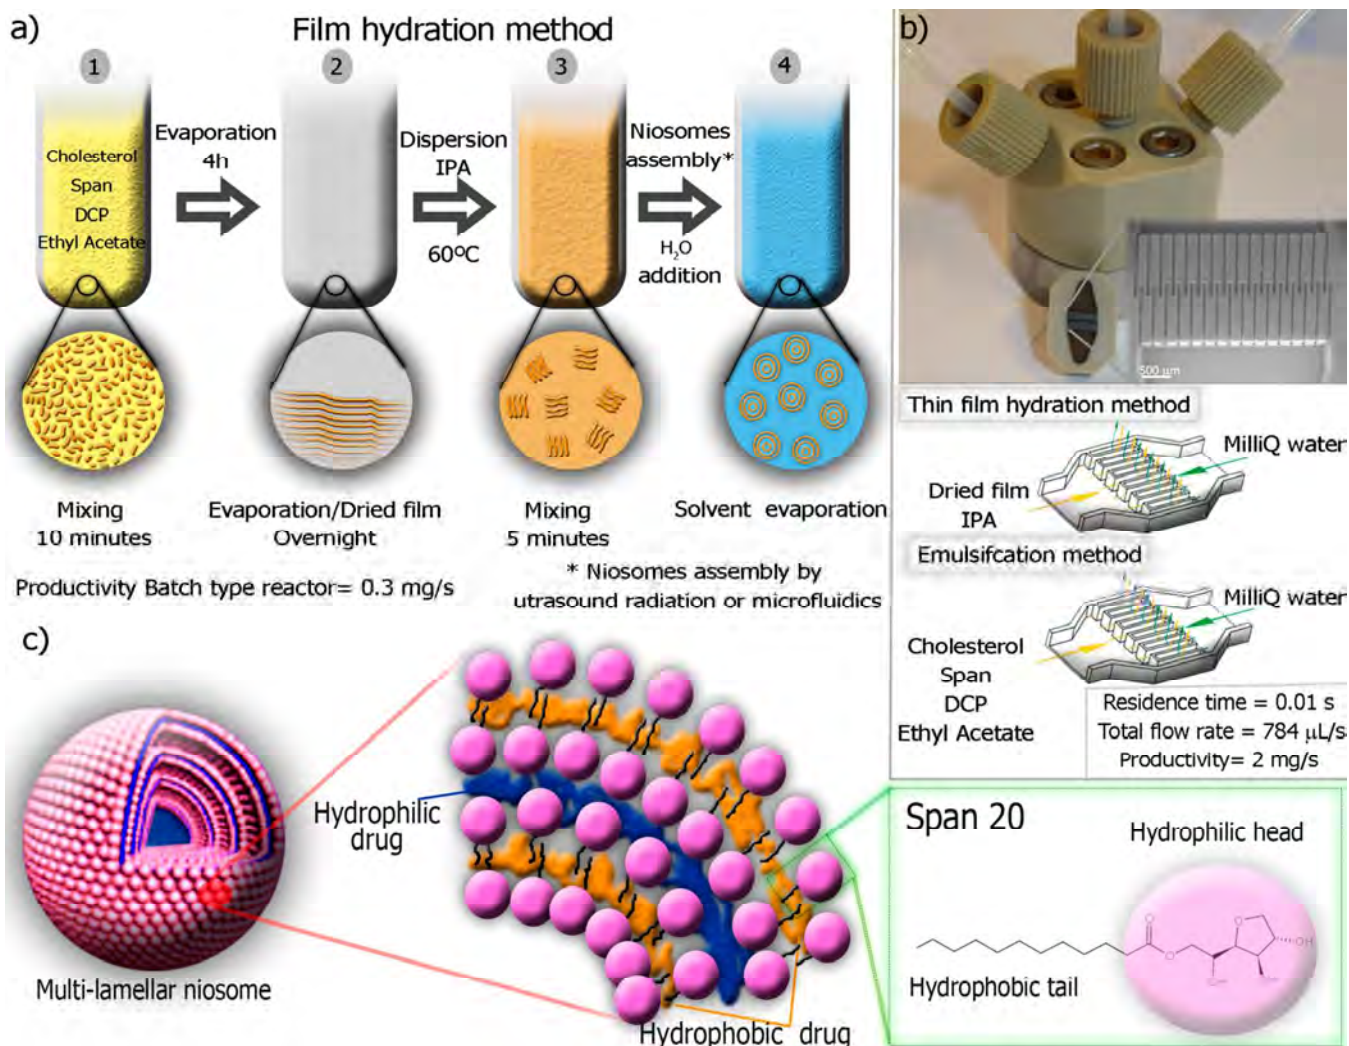 a)
Film hydration method
1
2
3
4
Cholesterol
Span
DCP
Ethyl Acetate
Evaporation
4h
Dispersion
IPA
60ºC
Niosomes
assembly*
H₂O
addition
Mixing
10 minutes
Evaporation/Dried film
Overnight
Mixing
5 minutes
Solvent evaporation
Productivity Batch type reactor= 0.3 mg/s
* Niosomes assembly by
utrasound radiation or microfluidics
b)
500 µm
Thin film hydration method
MilliQ water
Dried film
IPA
Emulsifcation method
MilliQ water
Cholesterol
Span
DCP
Ethyl Acetate
Residence time = 0.01 s
Total flow rate = 784 µL/s
Productivity= 2 mg/s
c)
Hydrophilic
drug
Multi-lamellar niosome
Hydrophobic drug
Span 20
Hydrophilic head
O
O
O
OH
OH
OH
Hydrophobic tail